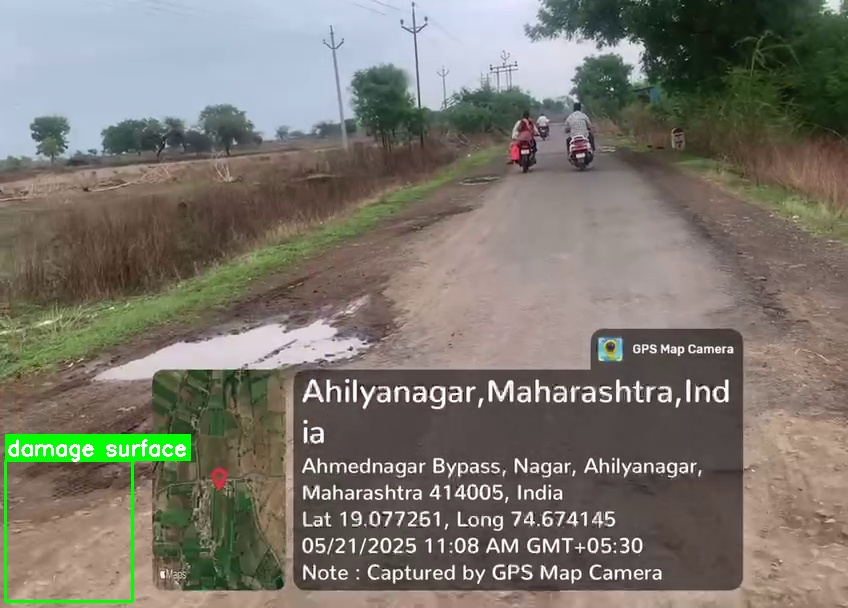 GPS Map Camera
Ahilyanagar,Maharashtra,Ind
ia
Ahmednagar Bypass, Nagar, Ahilyanagar,
Maharashtra 414005, India
Lat 19.077261, Long 74.674145
05/21/2025 11:08 AM GMT+05:30
Note : Captured by GPS Map Camera
damage surface
Maps